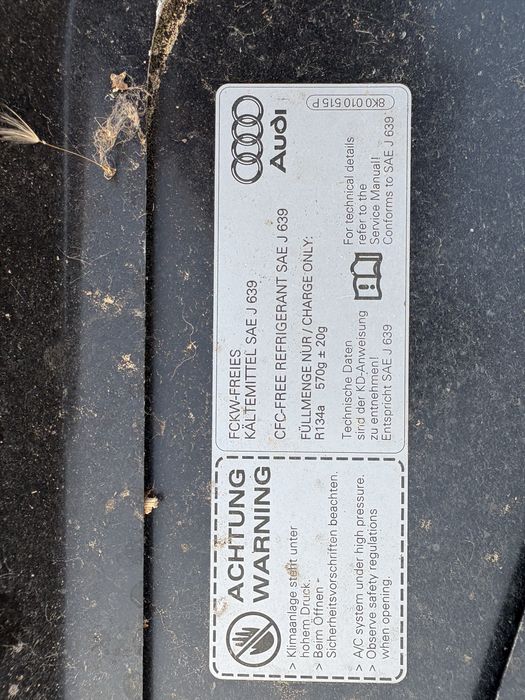 ACHTUNG
WARNING
> Klimaanlage steht unter
hohem Druck.
> Beim Öffnen -
Sicherheitsvorschriften beachten.
> A/C system under high pressure.
> Observe safety regulations
when opening.
FCKW-FREIES
KÄLTEMITTEL SAE J 639
CFC-FREE REFRIGERANT SAE J 639
FÜLLMENGE NUR / CHARGE ONLY:
R134a 570g ± 20g
Technische Daten
sind der KD-Anweisung
zu entnehmen!
Entspricht SAE J 639
For technical details
refer to the
Service Manual!
Conforms to SAE J 639
Audi
8K0 010 515 P